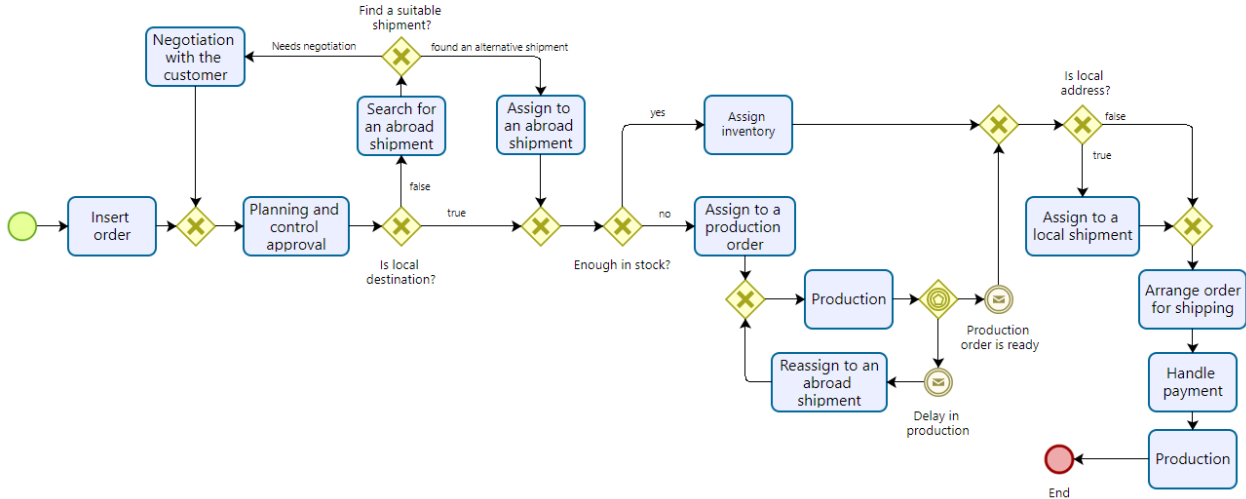 Find a suitable
shipment?
Negotiation
with the
customer
Needs negotiation
found an alternative shipment
Is local
address?
Search for
an abroad
shipment
Assign to
an abroad
shipment
yes
Assign
inventory
false
true
false
Insert
order
Planning and
control
approval
true
no
Assign to a
production
order
Assign to a
local shipment
Is local
destination?
Enough in stock?
Production
Production
order is ready
Arrange order
for shipping
Reassign to an
abroad
shipment
Delay in
production
Handle
payment
Production
End